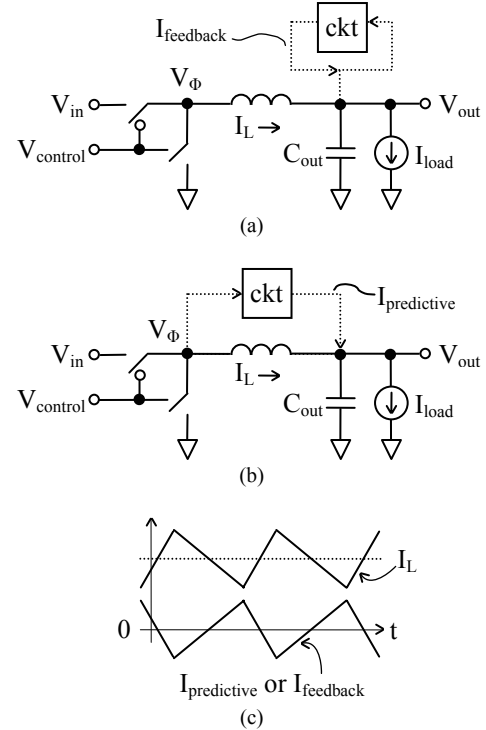 I_feedback
ckt
V_Φ
V_in
V_control
I_L
C_out
I_load
V_out
(a)
ckt
I_predictive
V_Φ
V_in
V_control
I_L
C_out
I_load
V_out
(b)
I_L
0
t
I_predictive or I_feedback
(c)